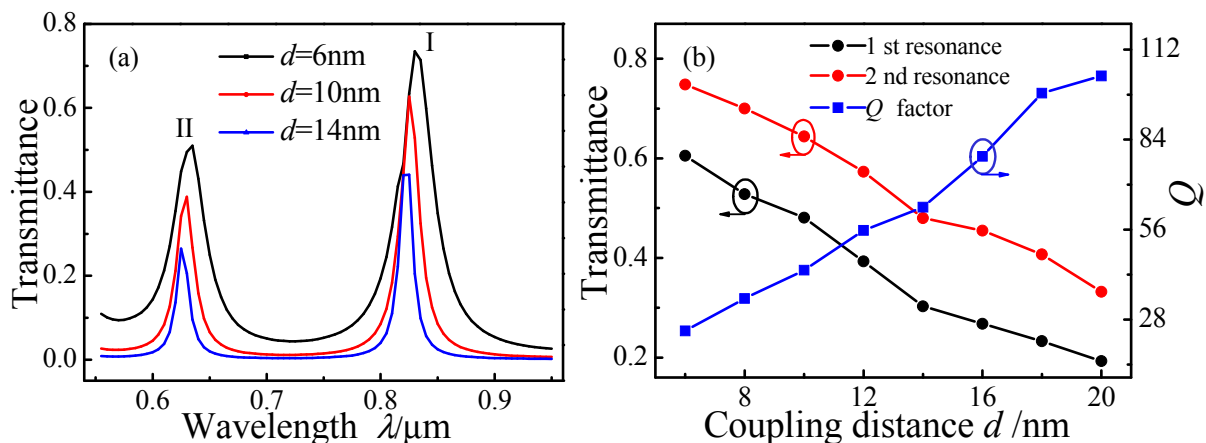 (a)
I
II
d=6nm
d=10nm
d=14nm
Transmittance
0.8
0.6
0.4
0.2
0.0
0.6
0.7
0.8
0.9
Wavelength λ/μm
(b)
1 st resonance
2 nd resonance
Q factor
Transmittance
0.8
0.6
0.4
0.2
112
84
56
28
Q
8
12
16
20
Coupling distance d /nm